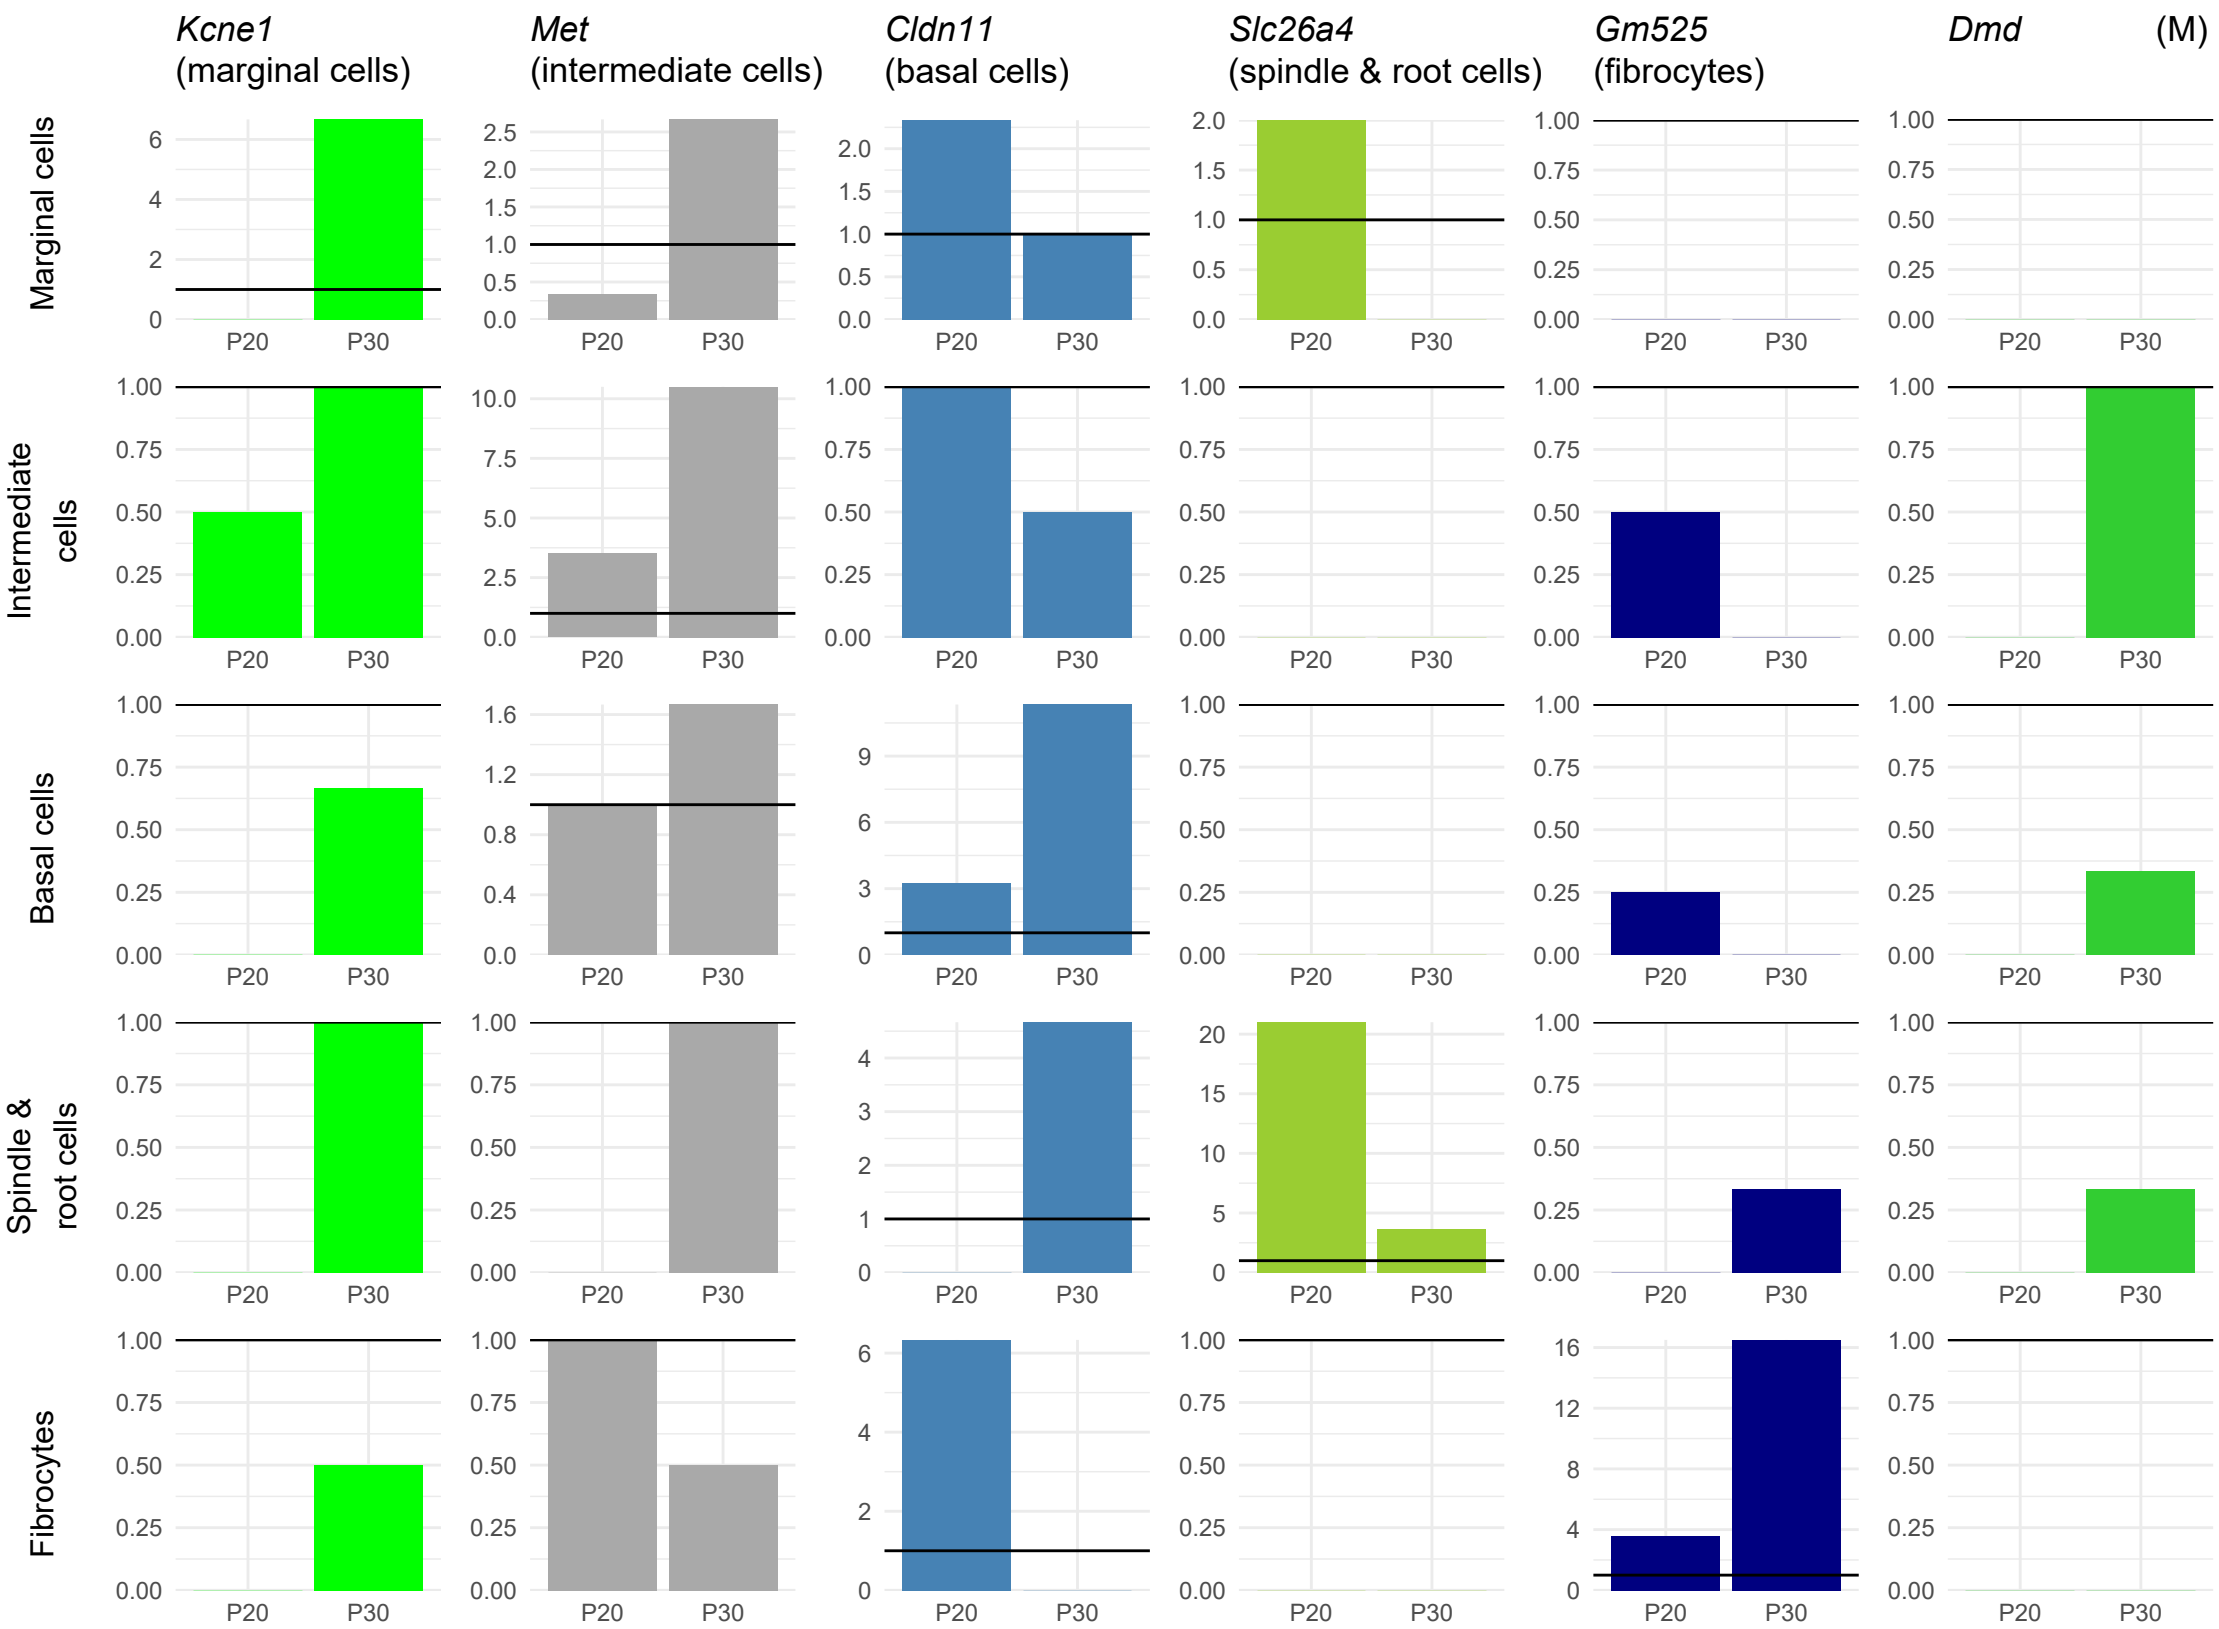 Kcne1 Met Cldn11 Slc26a4 Gm525 Dmd (M)
(marginal cells) (intermediate cells) (basal cells) (spindle & root cells) (fibrocytes)
Marginal cells
6 4 2 0 P20 P30
2.5 2.0 1.5 1.0 0.5 0.0 P20 P30
2.0 1.5 1.0 0.5 0.0 P20 P30
2.0 1.5 1.0 0.5 0.0 P20 P30
1.00 0.75 0.50 0.25 0.00 P20 P30
1.00 0.75 0.50 0.25 0.00 P20 P30
Intermediate
cells
1.00 0.75 0.50 0.25 0.00 P20 P30
10.0 7.5 5.0 2.5 0.0 P20 P30
1.00 0.75 0.50 0.25 0.00 P20 P30
1.00 0.75 0.50 0.25 0.00 P20 P30
1.00 0.75 0.50 0.25 0.00 P20 P30
1.00 0.75 0.50 0.25 0.00 P20 P30
Basal cells
1.00 0.75 0.50 0.25 0.00 P20 P30
1.6 1.2 0.8 0.4 0.0 P20 P30
9 6 3 0 P20 P30
1.00 0.75 0.50 0.25 0.00 P20 P30
1.00 0.75 0.50 0.25 0.00 P20 P30
1.00 0.75 0.50 0.25 0.00 P20 P30
Spindle &
root cells
1.00 0.75 0.50 0.25 0.00 P20 P30
1.00 0.75 0.50 0.25 0.00 P20 P30
4 3 2 1 0 P20 P30
20 15 10 5 0 P20 P30
1.00 0.75 0.50 0.25 0.00 P20 P30
1.00 0.75 0.50 0.25 0.00 P20 P30
Fibrocytes
1.00 0.75 0.50 0.25 0.00 P20 P30
1.00 0.75 0.50 0.25 0.00 P20 P30
6 4 2 0 P20 P30
1.00 0.75 0.50 0.25 0.00 P20 P30
16 12 8 4 0 P20 P30
1.00 0.75 0.50 0.25 0.00 P20 P30